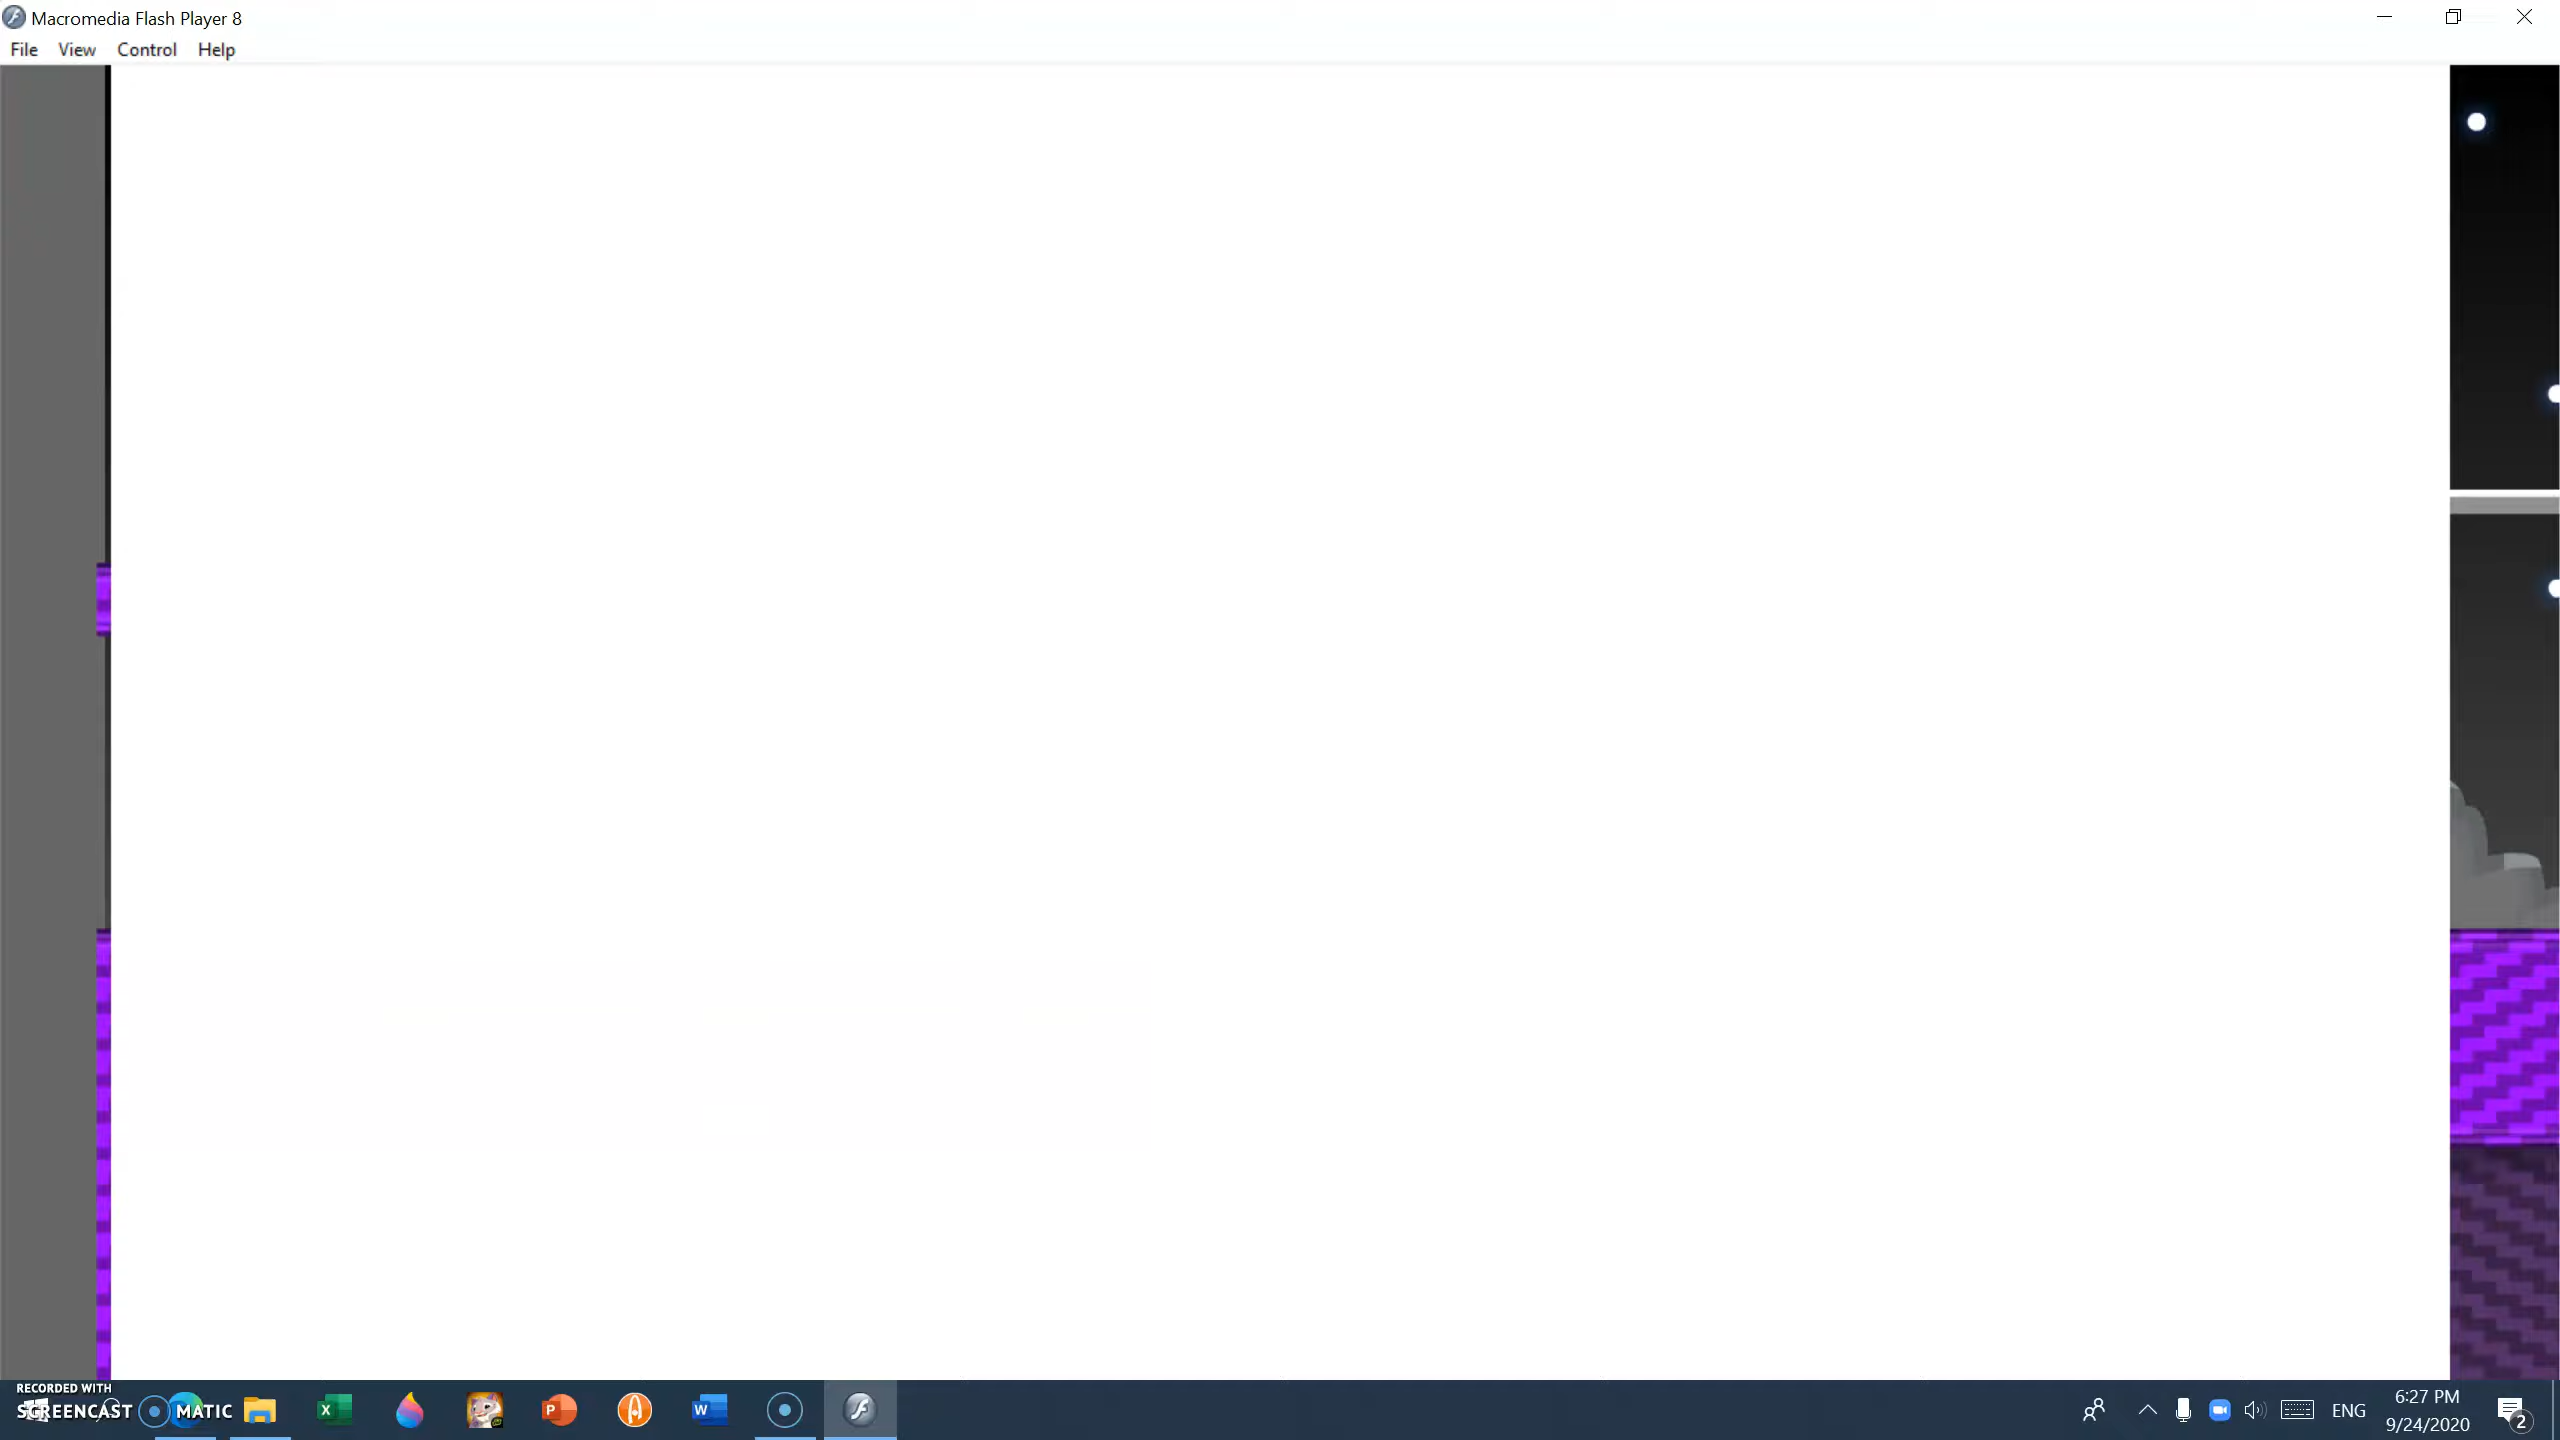 Macromedia Flash Player 8
File View Control Help
RECORDED WITH
SCREENCAST MATIC
ENG
6:27 PM
9/24/2020
2